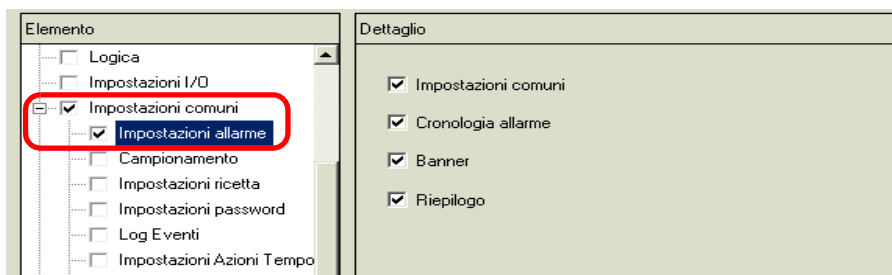 Elemento
Logica
Impostazioni I/O
Impostazioni comuni
Impostazioni allarme
Campionamento
Impostazioni ricetta
Impostazioni password
Log Eventi
Impostazioni Azioni Tempo
Dettaglio
Impostazioni comuni
Cronologia allarme
Banner
Riepilogo